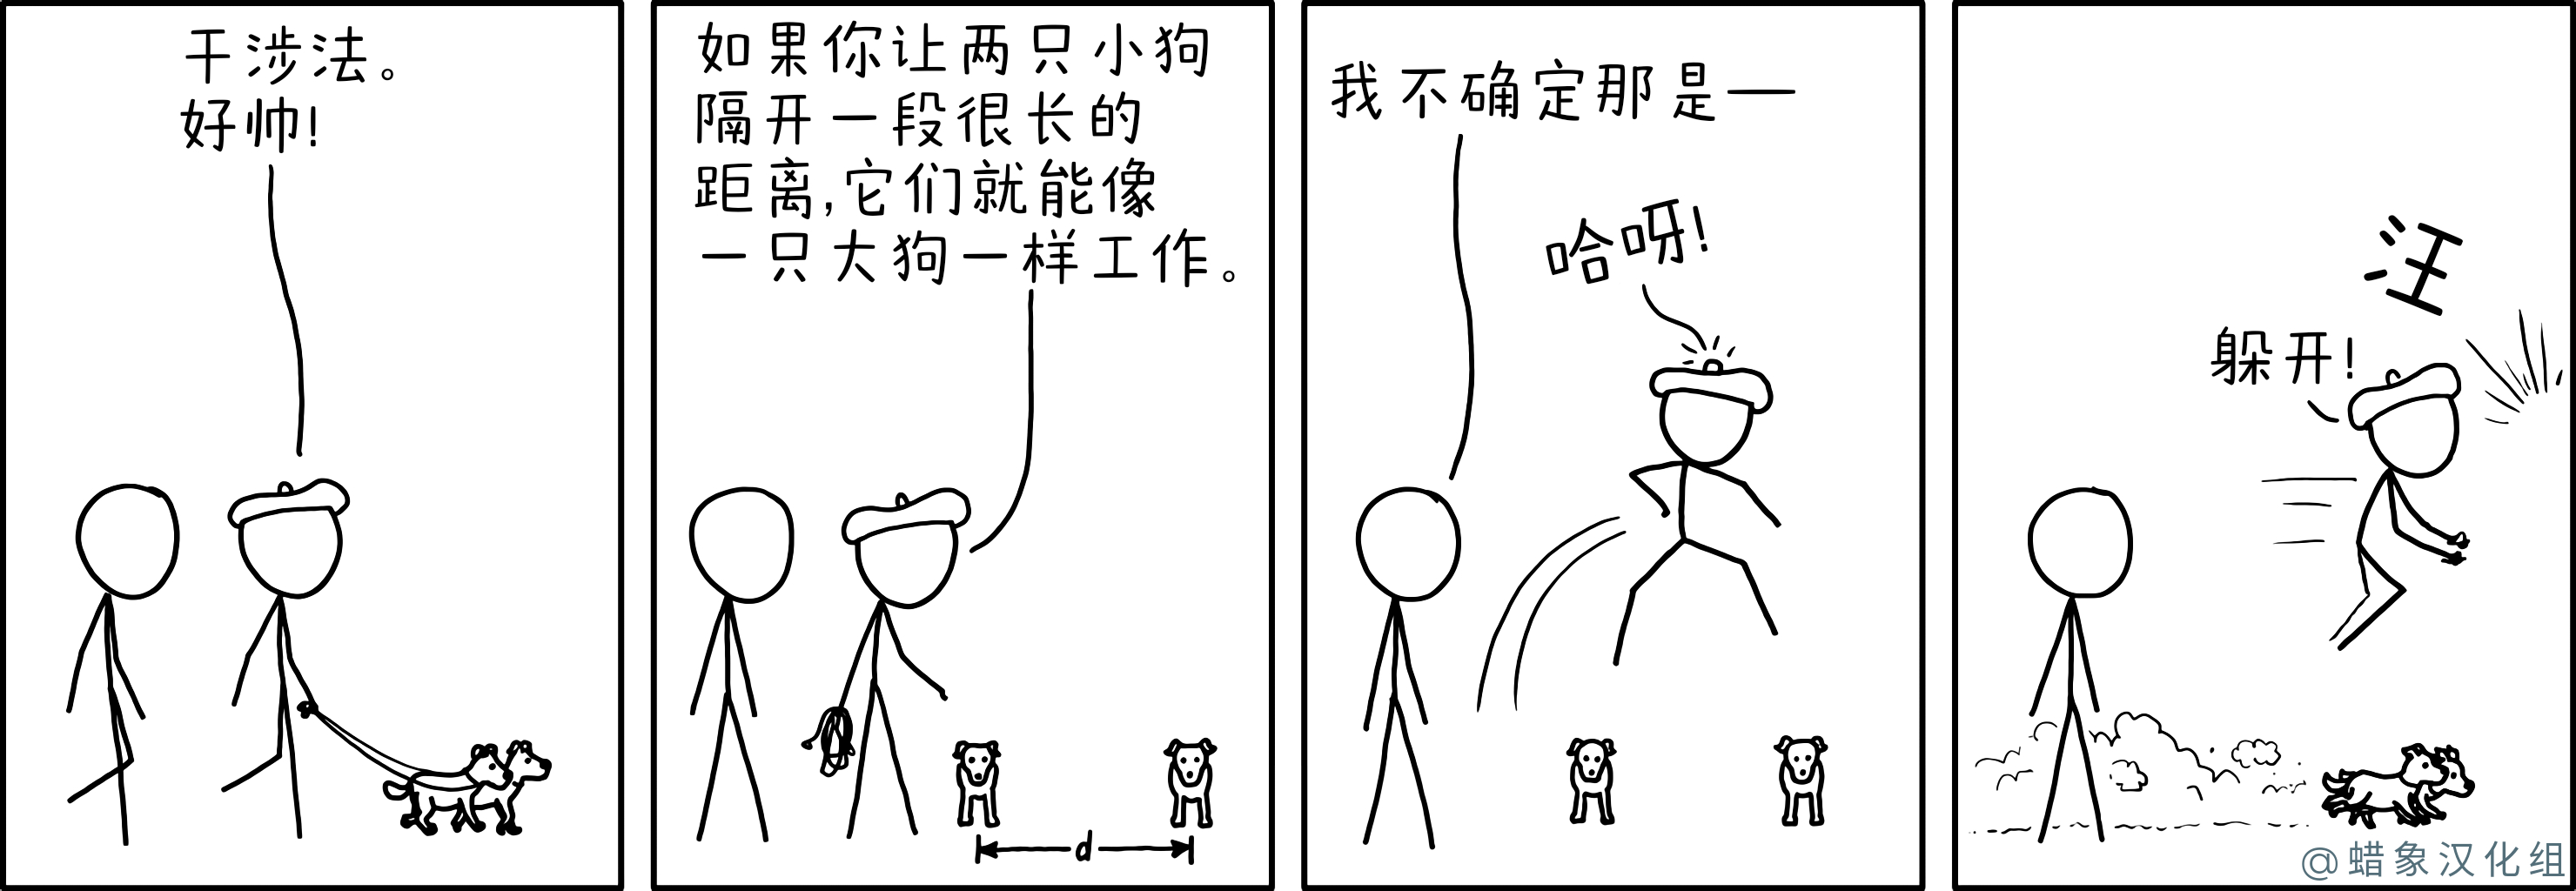 干涉法。
好帅!
如果你让两只小狗
隔开一段很长的
距离,它们就能像
一只大狗一样工作。
d
我不确定那是—
哈呀!
汪
躲开!
@蜡象汉化组